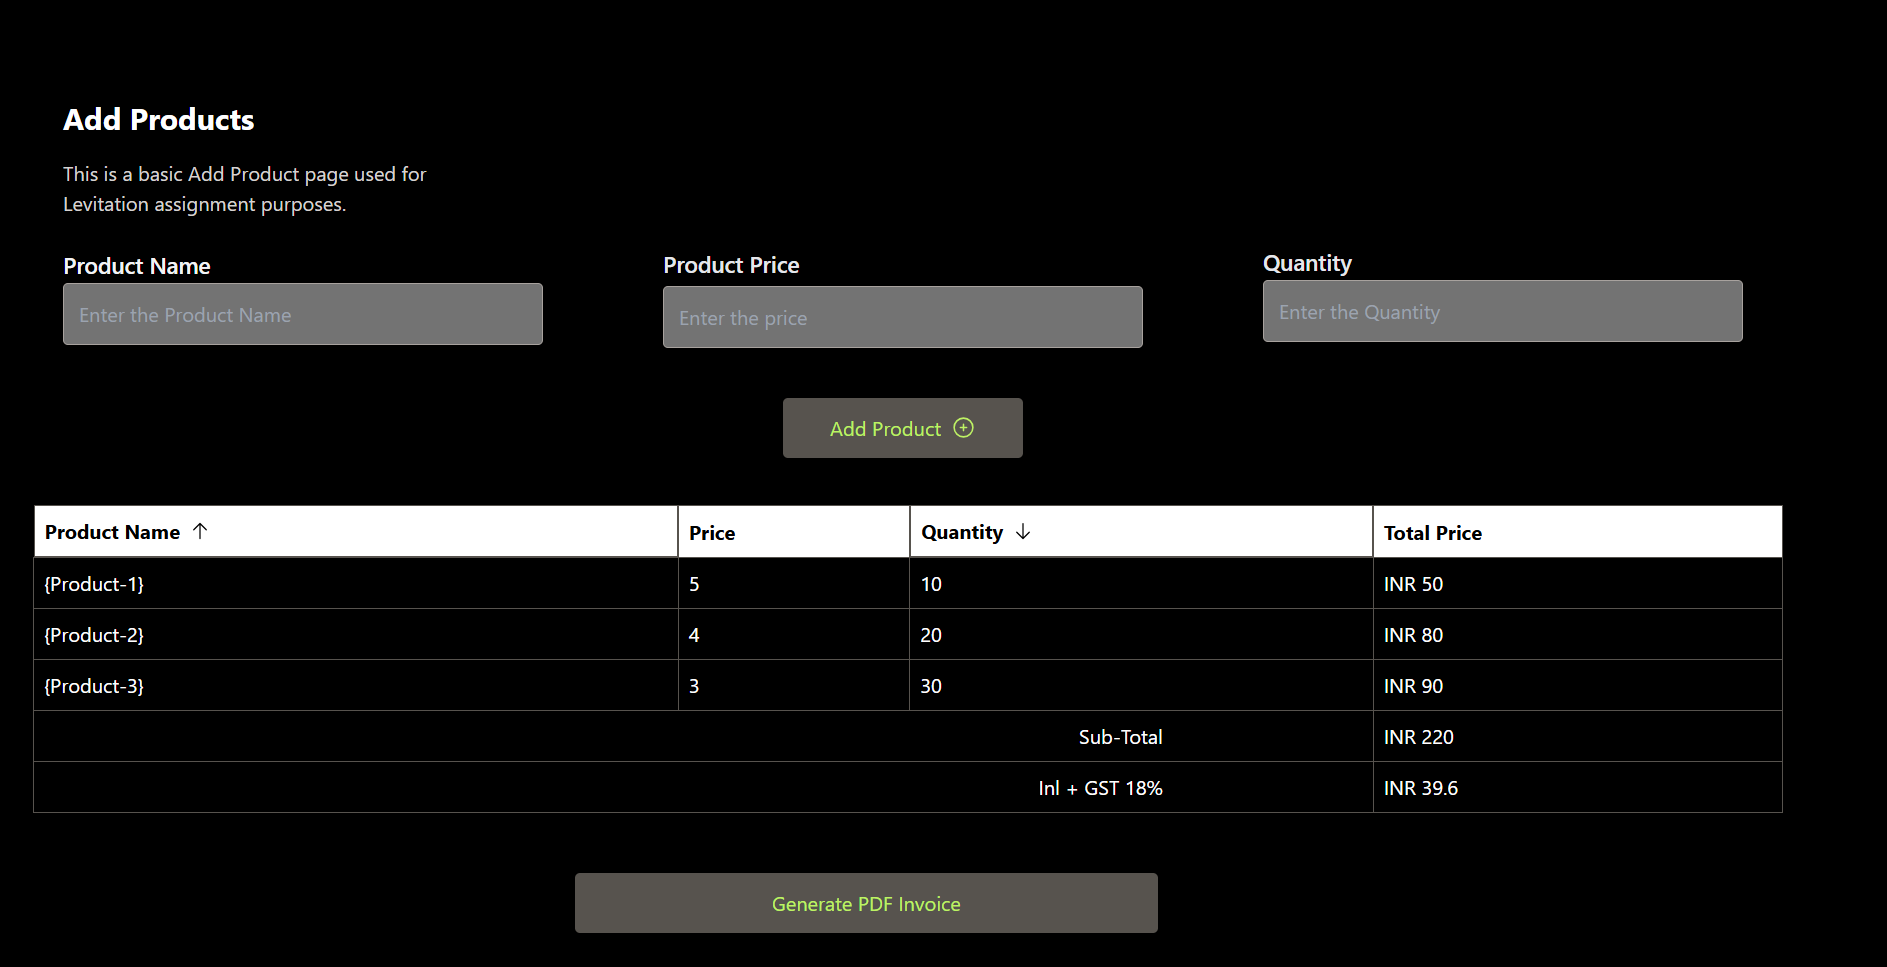 Add Products
This is a basic Add Product page used for
Levitation assignment purposes.
Product Name
Product Price
Quantity
Enter the Product Name
Enter the price
Enter the Quantity
Add Product
Product Name ↑ Price Quantity ↓ Total Price
{Product-1} 5 10 INR 50
{Product-2} 4 20 INR 80
{Product-3} 3 30 INR 90
Sub-Total INR 220
Inl + GST 18% INR 39.6
Generate PDF Invoice